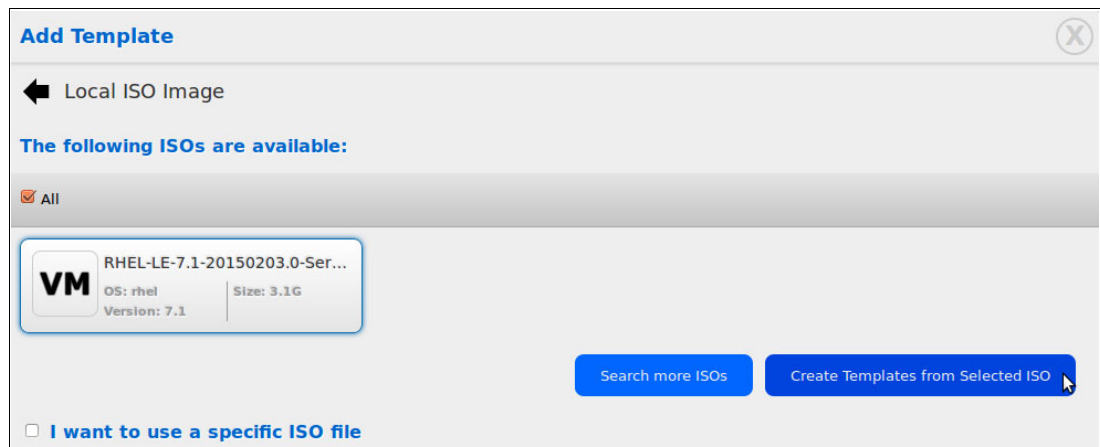 Add Template
X
Local ISO Image
The following ISOs are available:
All
VM
RHEL-LE-7.1-20150203.0-Ser...
OS: rhel
Size: 3.1G
Version: 7.1
Search more ISOs
Create Templates from Selected ISO
I want to use a specific ISO file